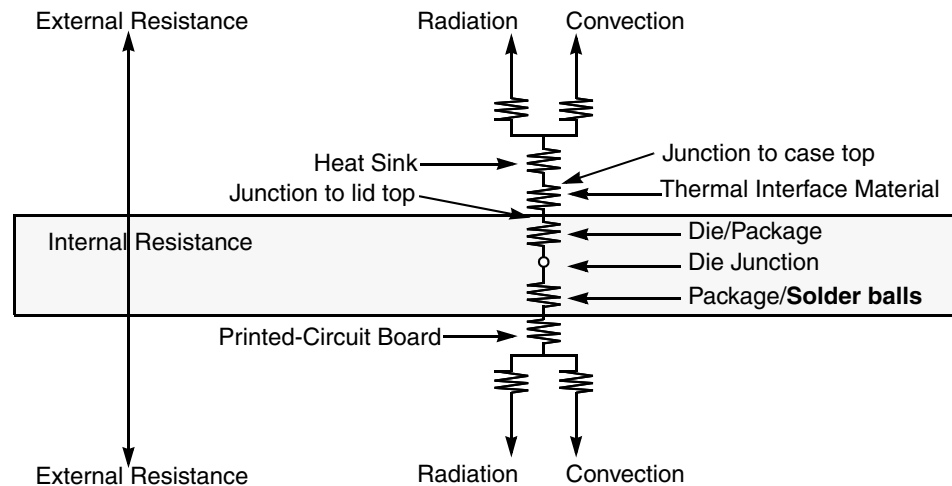 External Resistance
Radiation
Convection
Heat Sink
Junction to case top
Junction to lid top
Thermal Interface Material
Internal Resistance
Die/Package
Die Junction
Package/Solder balls
Printed-Circuit Board
External Resistance
Radiation
Convection